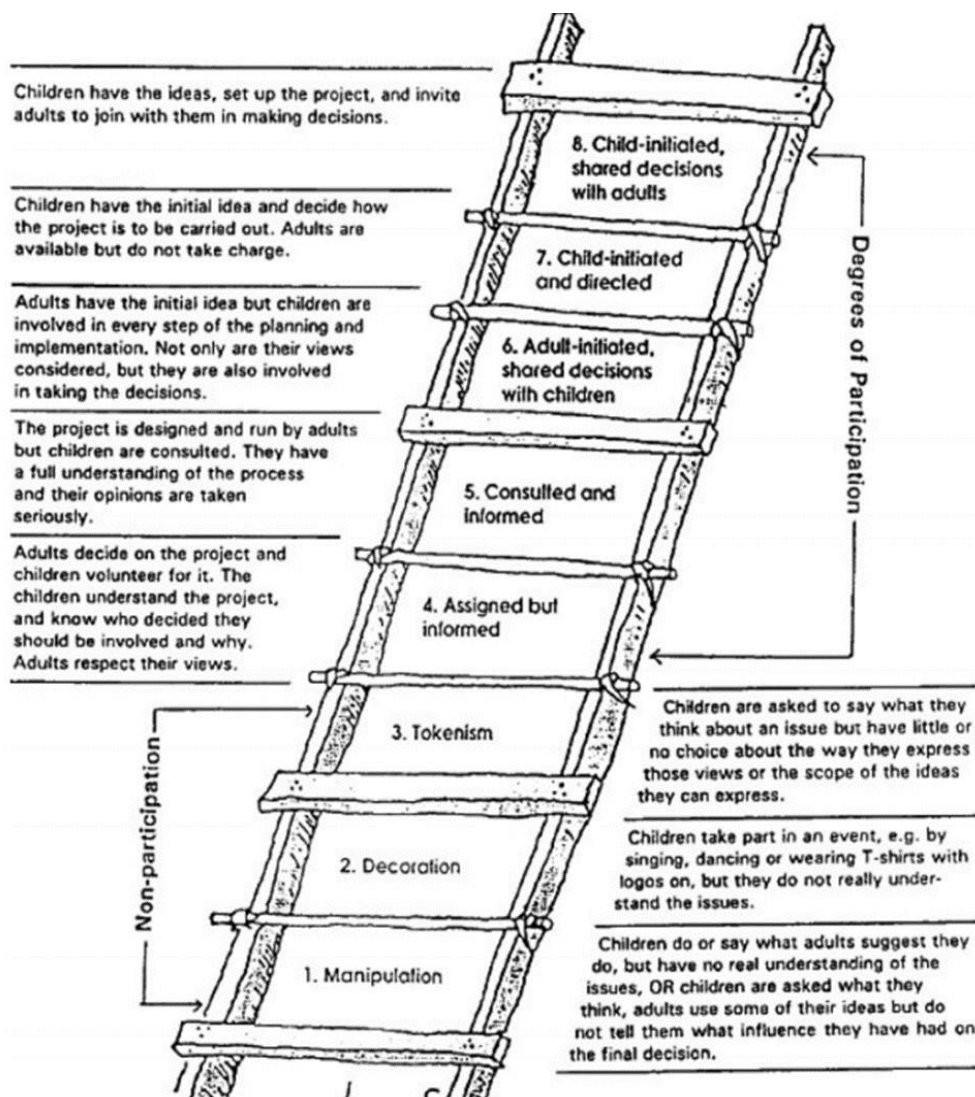 Children have the ideas, set up the project, and invite
adults to join with them in making decisions.
8. Child-initiated,
shared decisions
with adults
Children have the initial idea and decide how
the project is to be carried out. Adults are
available but do not take charge.
7. Child-initiated
and directed
Adults have the initial idea but children are
involved in every step of the planning and
implementation. Not only are their views
considered, but they are also involved
in taking the decisions.
6. Adult-initiated,
shared decisions
with children
The project is designed and run by adults
but children are consulted. They have
a full understanding of the process
and their opinions are taken
seriously.
5. Consulted and
informed
Adults decide on the project and
children volunteer for it. The
children understand the project,
and know who decided they
should be involved and why.
Adults respect their views.
4. Assigned but
informed
Degrees of Participation
3. Tokenism
Children are asked to say what they
think about an issue but have little or
no choice about the way they express
those views or the scope of the ideas
they can express.
2. Decoration
Children take part in an event, e.g. by
singing, dancing or wearing T-shirts with
logos on, but they do not really under-
stand the issues.
1. Manipulation
Children do or say what adults suggest they
do, but have no real understanding of the
issues, OR children are asked what they
think, adults use some of their ideas but do
not tell them what influence they have had on
the final decision.
Non-participation